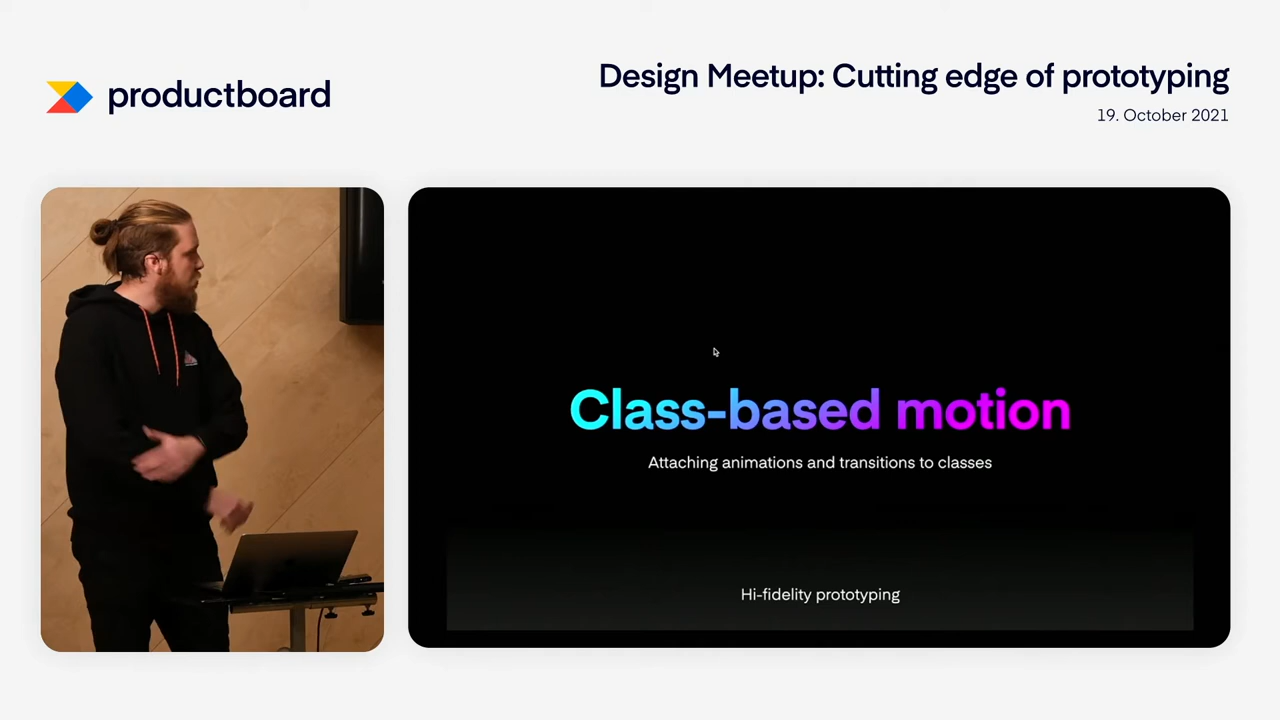 productboard
Design Meetup: Cutting edge of prototyping
19. October 2021
Class-based motion
Attaching animations and transitions to classes
Hi-fidelity prototyping